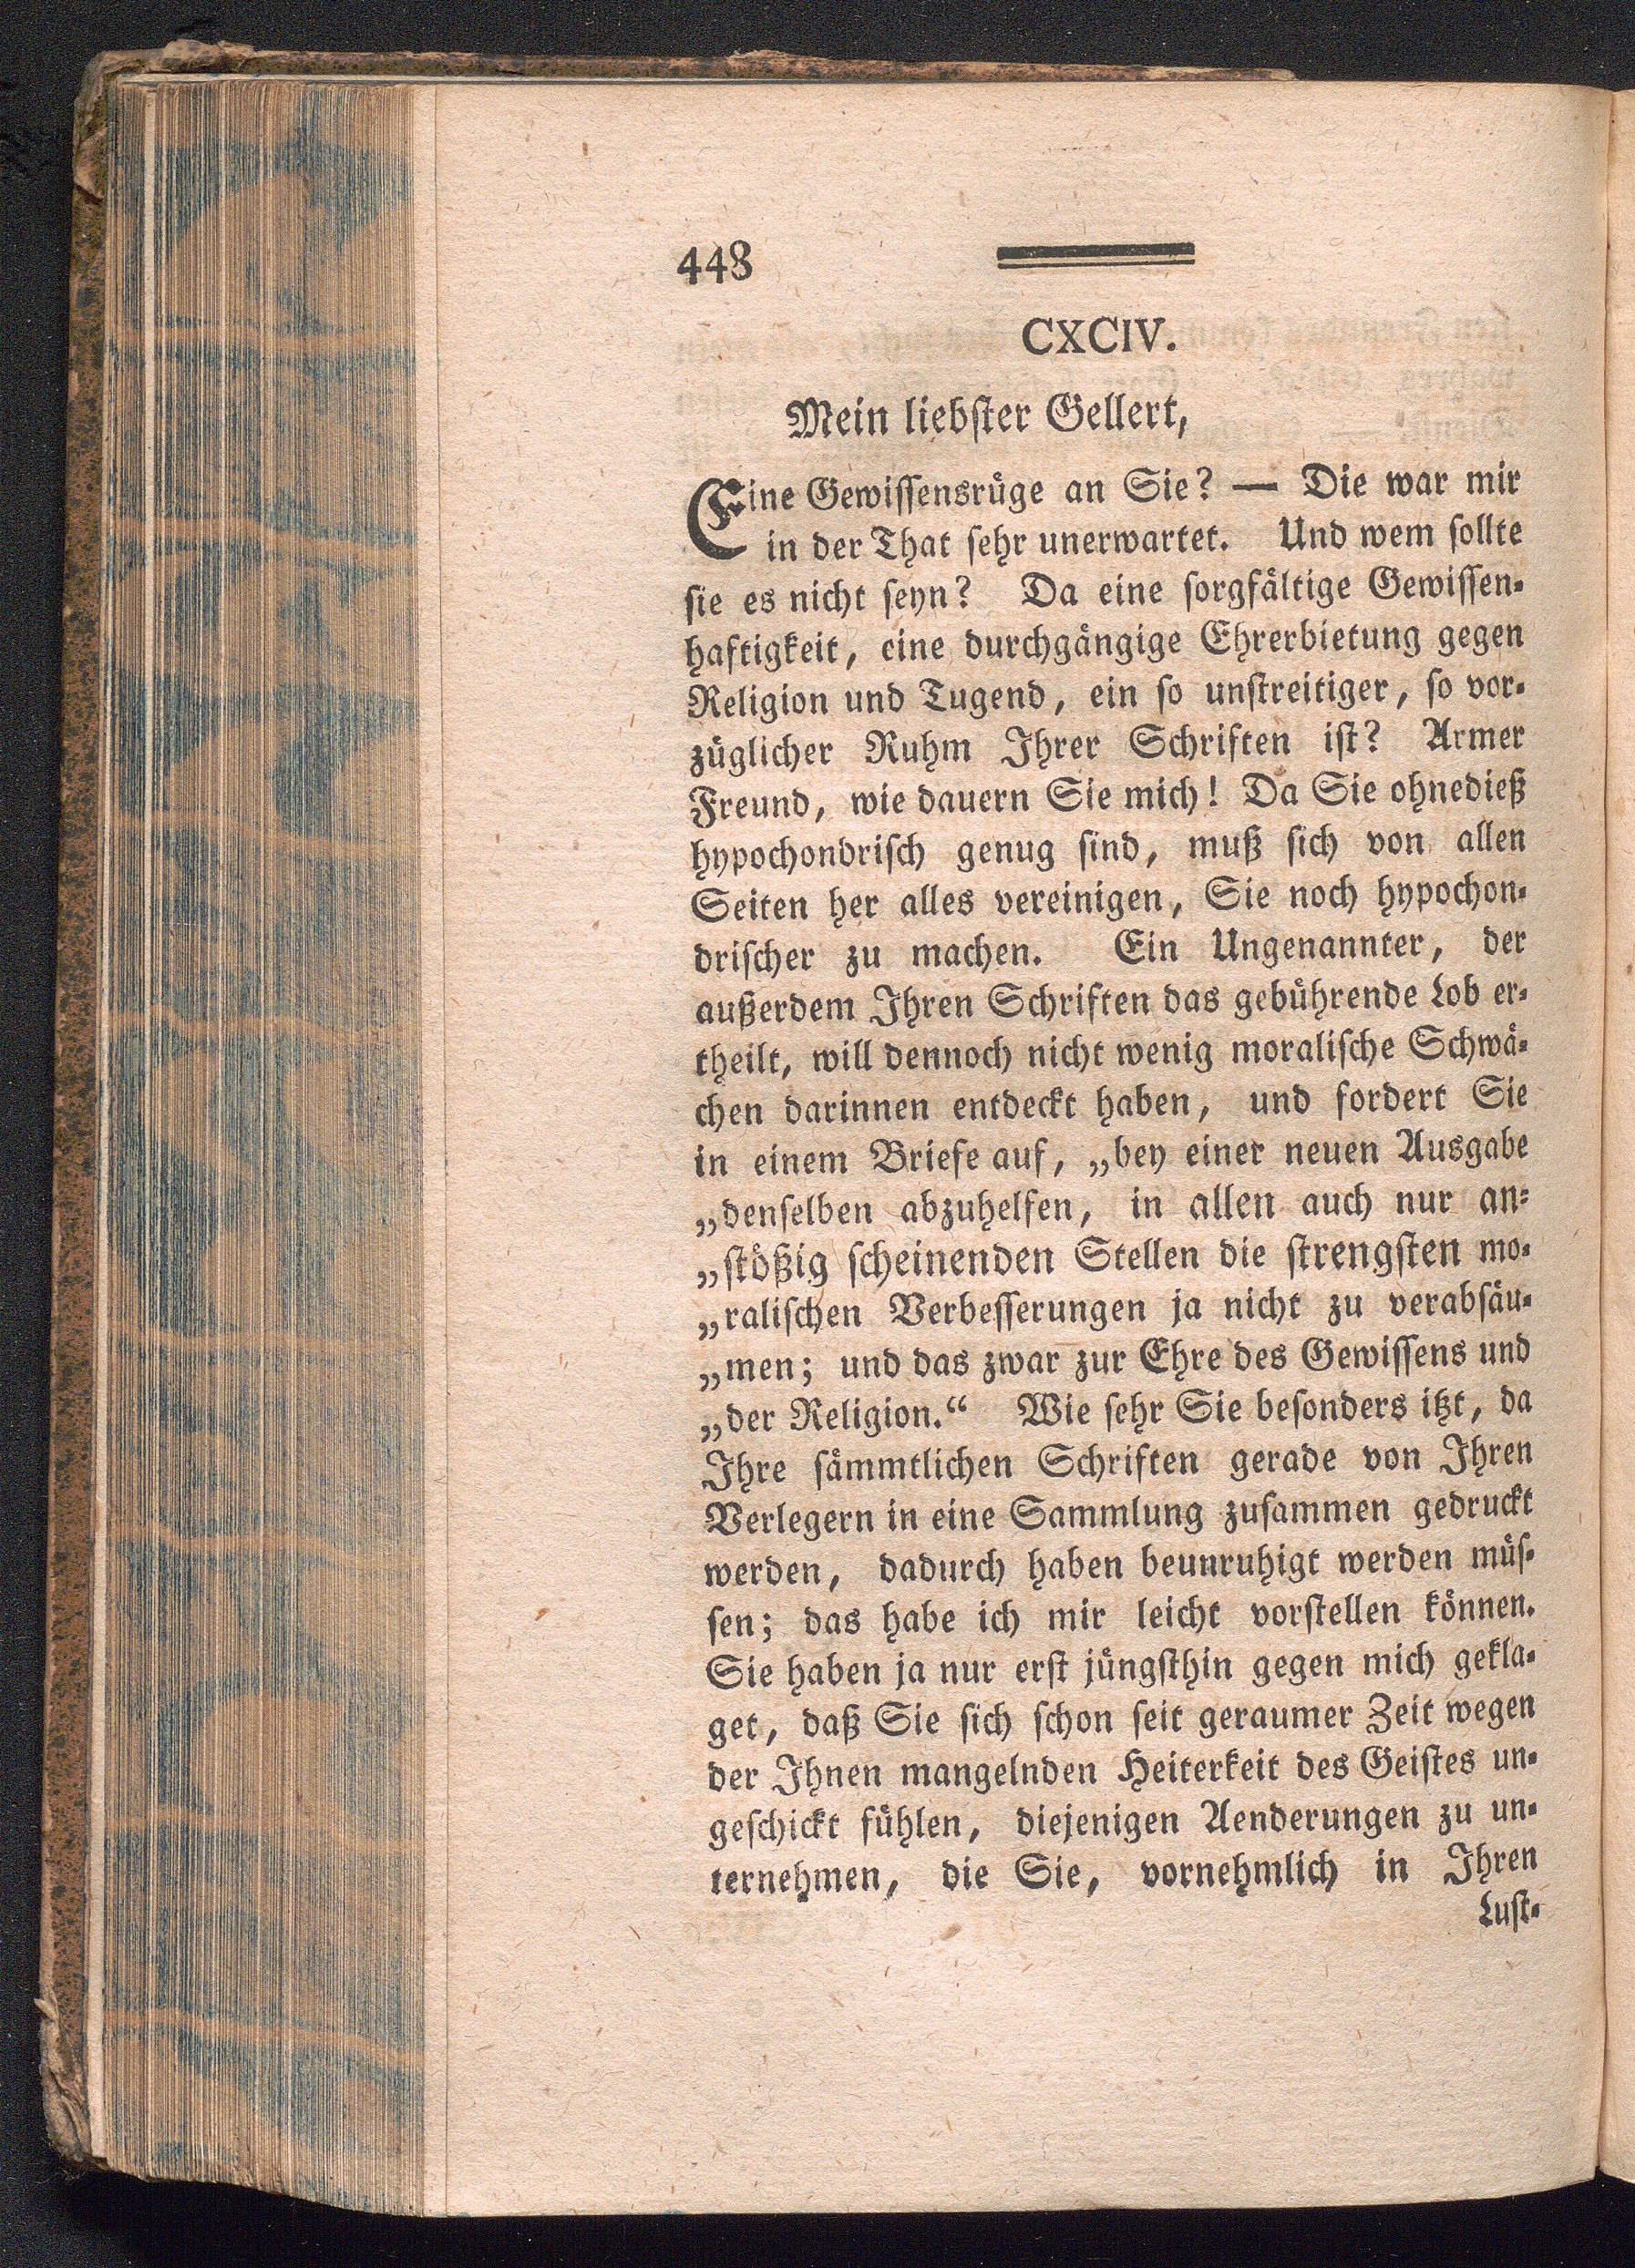 448
CXCIV.
Mein liebſter Gellert,
Eine Gewiſſensrüge an Sie? — Die war mir
in der That ſehr unerwartet. Und wem ſollte
ſie es nicht ſeyn? Da eine ſorgfältige Gewiſſen-
haftigkeit, eine durchgängige Ehrerbietung gegen
Religion und Tugend, ein ſo unſtreitiger, ſo vor-
züglicher Ruhm Ihrer Schriften iſt? Armer
Freund, wie dauern Sie mich! Da Sie ohnedieß
hypochondriſch genug ſind, muß ſich von allen
Seiten her alles vereinigen, Sie noch hypochon-
driſcher zu machen. Ein Ungenannter, der
außerdem Ihren Schriften das gebührende Lob er-
theilt, will dennoch nicht wenig moraliſche Schwä-
chen darinnen entdeckt haben, und fordert Sie
in einem Briefe auf, „bey einer neuen Ausgabe
„denſelben abzuhelfen, in allen auch nur an-
„ſtößig ſcheinenden Stellen die ſtrengſten mo-
„raliſchen Verbeſſerungen ja nicht zu verabſäu-
„men; und das zwar zur Ehre des Gewiſſens und
„der Religion.“ Wie ſehr Sie beſonders itzt, da
Ihre ſämmtlichen Schriften gerade von Ihren
Verlegern in eine Sammlung zuſammen gedruckt
werden, dadurch haben beunruhigt werden müſ-
ſen; das habe ich mir leicht vorſtellen können.
Sie haben ja nur erſt jüngſthin gegen mich gekla-
get, daß Sie ſich ſchon ſeit geraumer Zeit wegen
der Ihnen mangelnden Heiterkeit des Geiſtes un-
geſchickt fühlen, diejenigen Aenderungen zu un-
ternehmen, die Sie, vornehmlich in Ihren
Luſt-